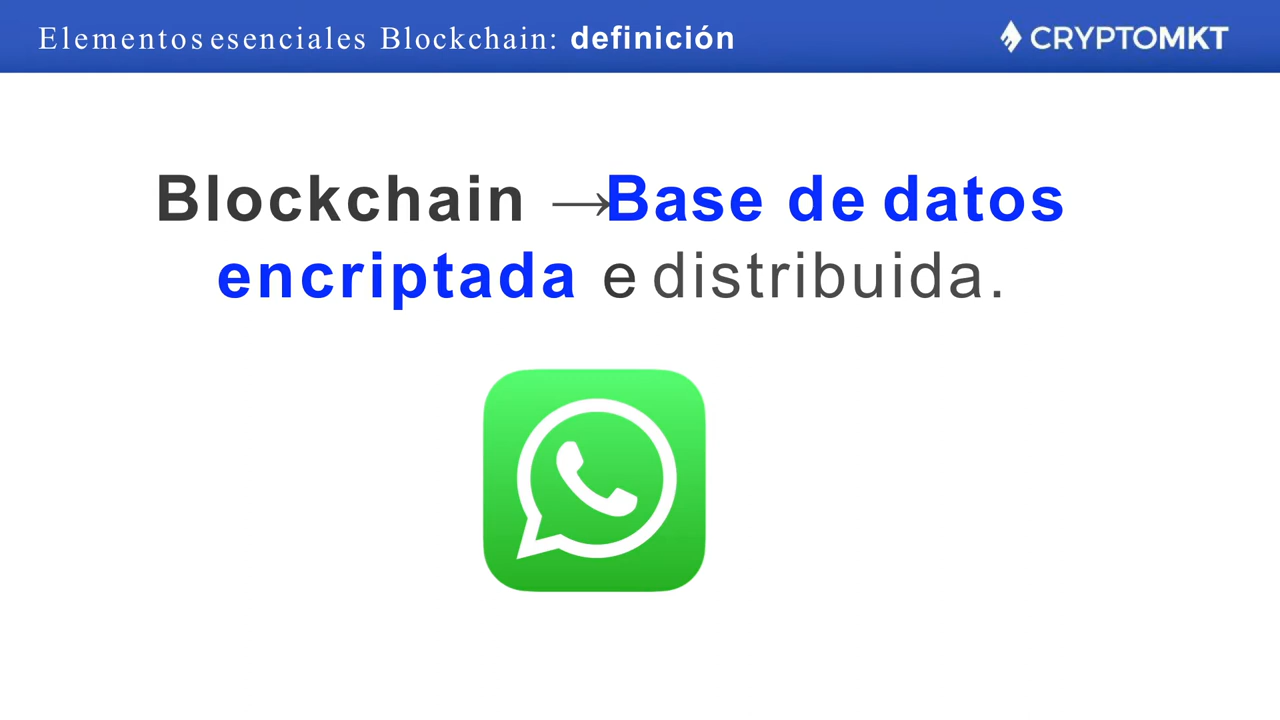 Elementos esenciales Blockchain: definición
CRYPTOMKT
Blockchain →Base de datos
encriptada e distribuida.